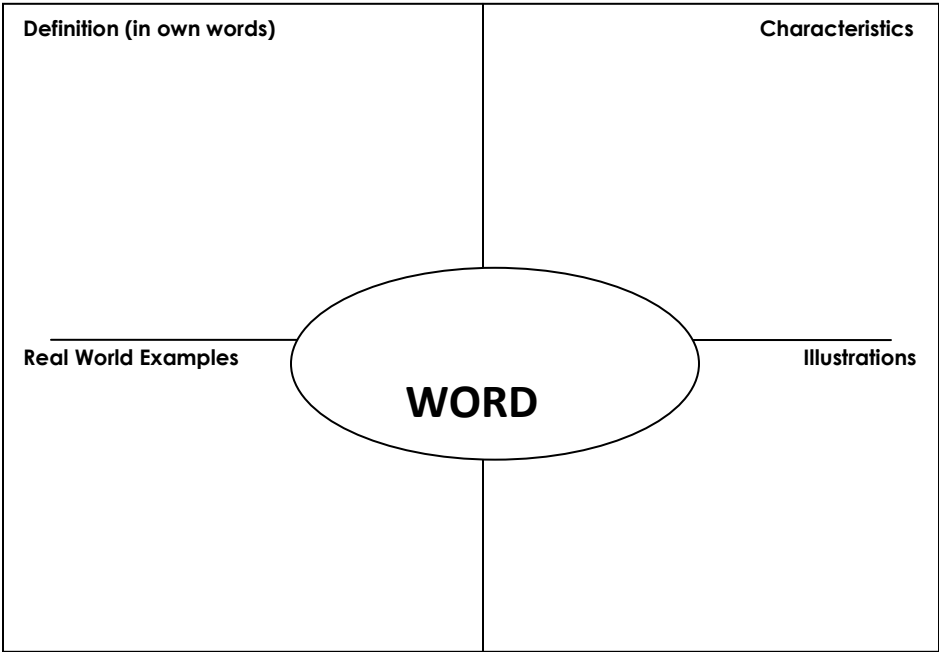 Definition (in own words)
Characteristics
Real World Examples
Illustrations
WORD